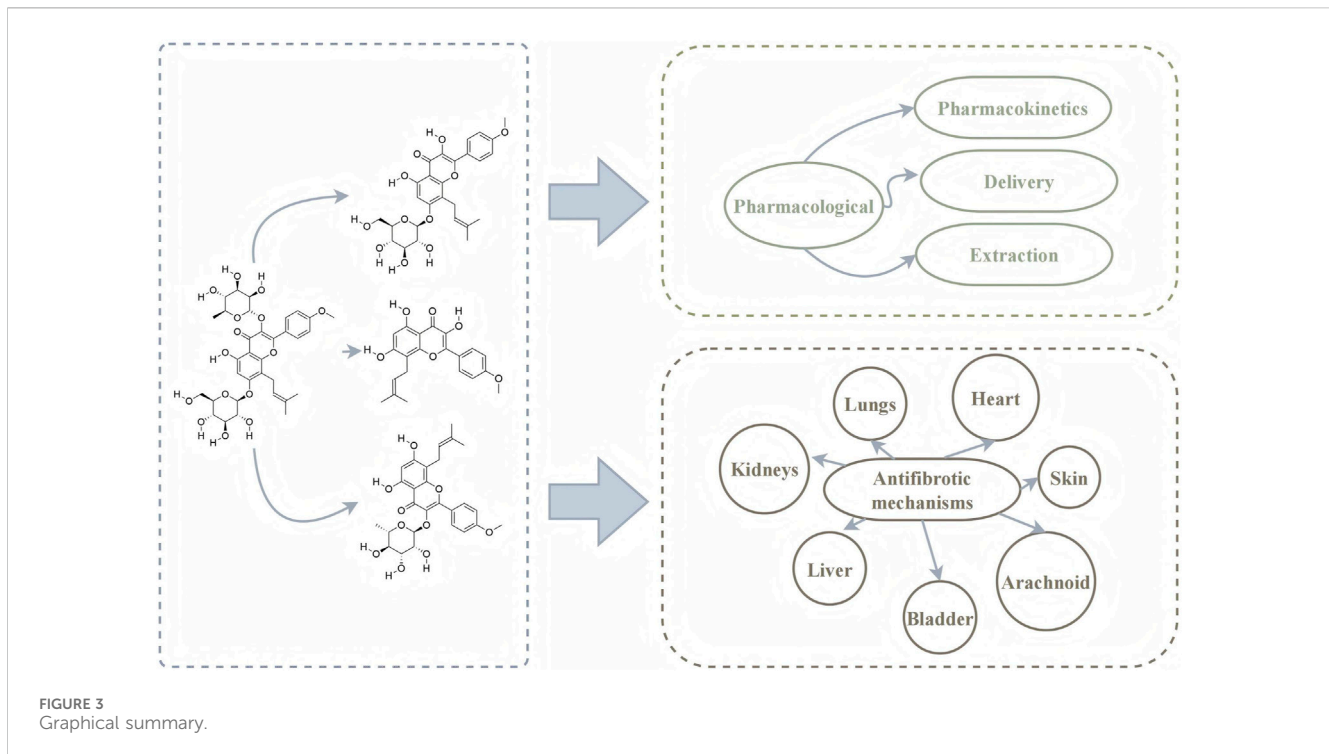 Pharmacokinetics
Pharmacological
Delivery
Extraction
Lungs
Heart
Kidneys
Antifibrotic
mechanisms
Skin
Liver
Arachnoid
Bladder
FIGURE 3
Graphical summary.